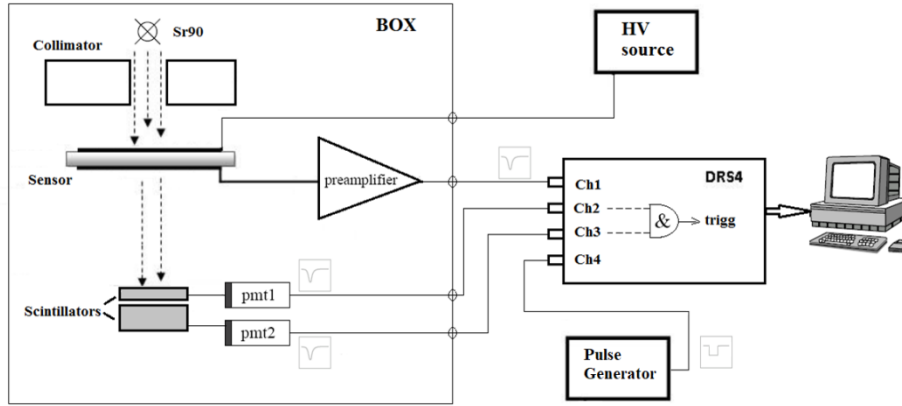 BOX
Sr90
Collimator
HV
source
Sensor
preamplifier
DRS4
Ch1
Ch2
&
trigg
Ch3
Ch4
Scintillators
pmt1
pmt2
Pulse
Generator